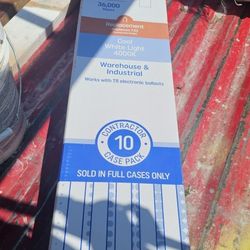 36,000
Hours
Replacement
Cool
White Light
4000K
Warehouse &
Industrial
Works with T8 electronic ballasts
CONTRACTOR
10
CASE PACK
SOLD IN FULL CASES ONLY